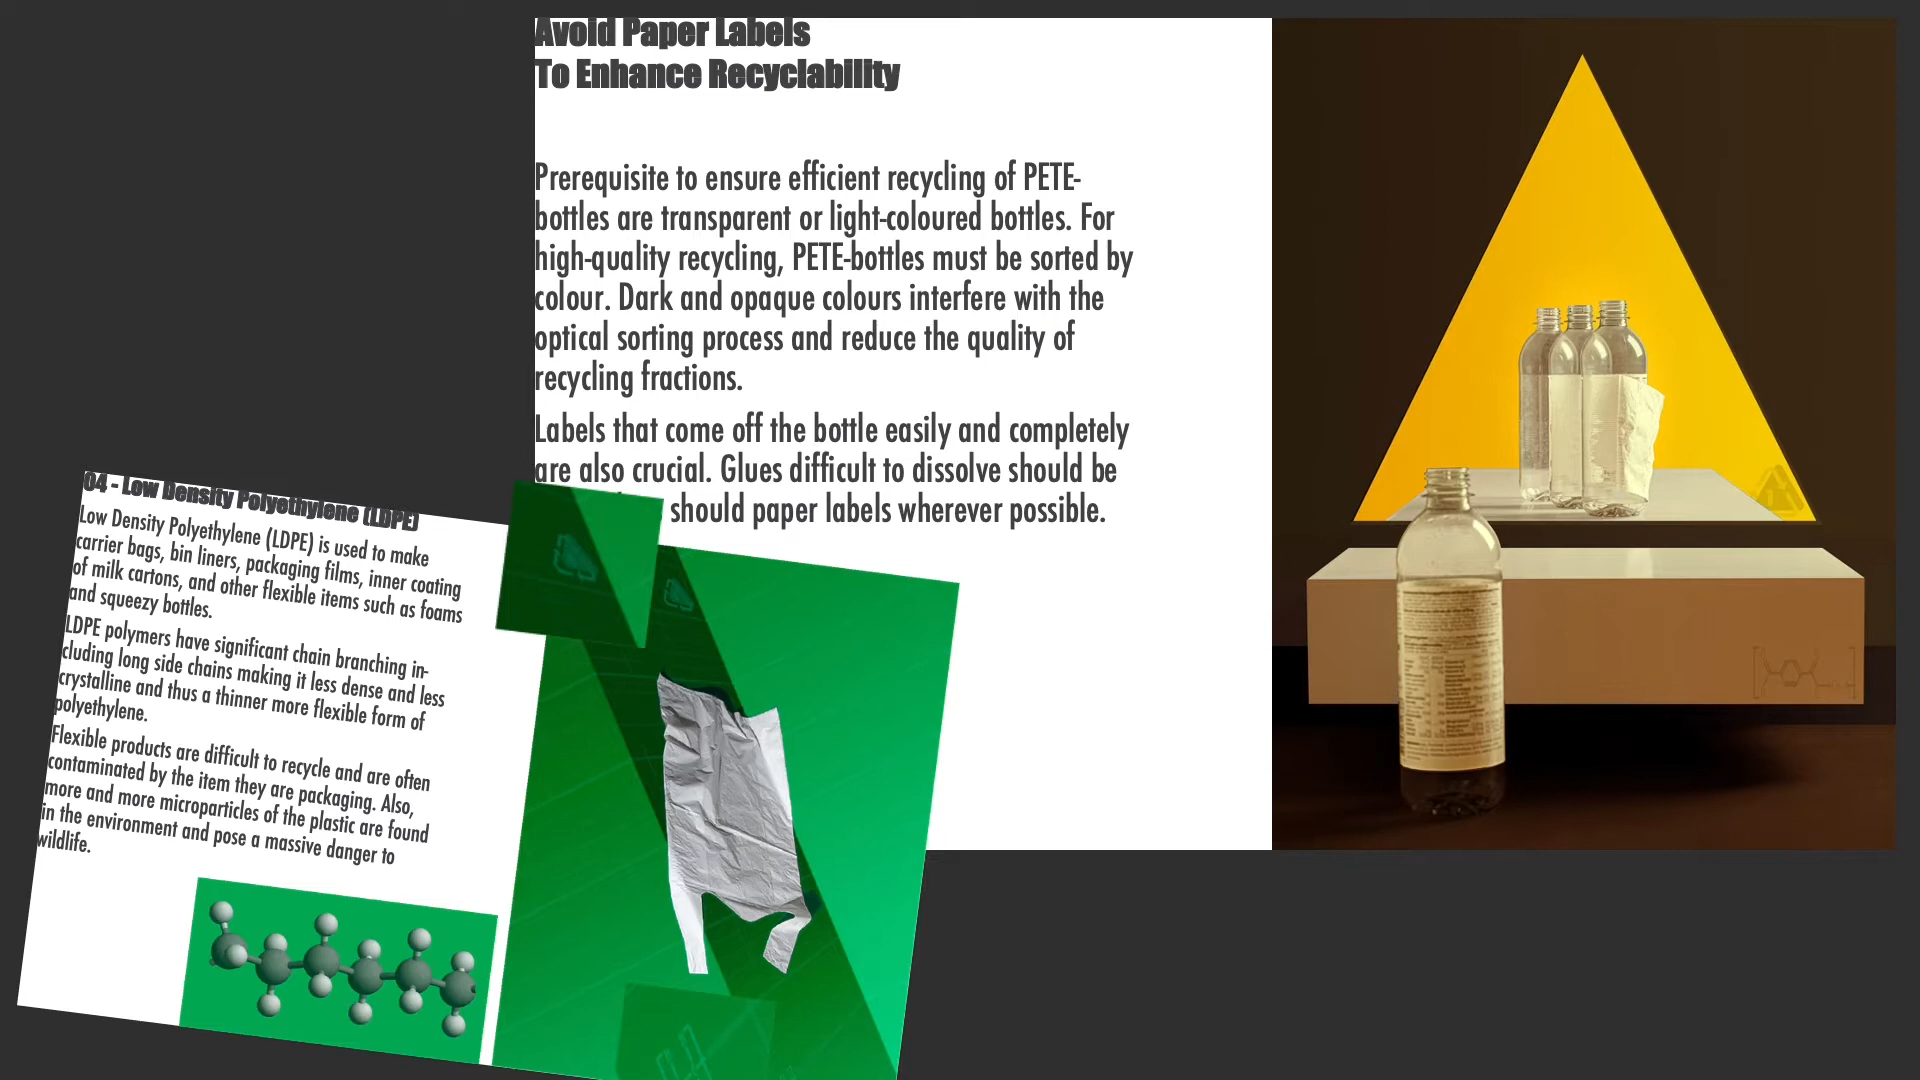 Avoid Paper Labels
To Enhance Recyclability
Prerequisite to ensure efficient recycling of PETE-
bottles are transparent or light-coloured bottles. For
high-quality recycling, PETE-bottles must be sorted by
colour. Dark and opaque colours interfere with the
optical sorting process and reduce the quality of
recycling fractions.
Labels that come off the bottle easily and completely
are also crucial. Glues difficult to dissolve should be
should paper labels wherever possible.
04 - Low Density Polyethylene (LDPE)
Low Density Polyethylene (LDPE) is used to make
carrier bags, bin liners, packaging films, inner coating
of milk cartons, and other flexible items such as foams
and squeezy bottles.
LDPE polymers have significant chain branching in-
cluding long side chains making it less dense and less
crystalline and thus a thinner more flexible form of
polyethylene.
Flexible products are difficult to recycle and are often
contaminated by the item they are packaging. Also,
more and more microparticles of the plastic are found
in the environment and pose a massive danger to
wildlife.